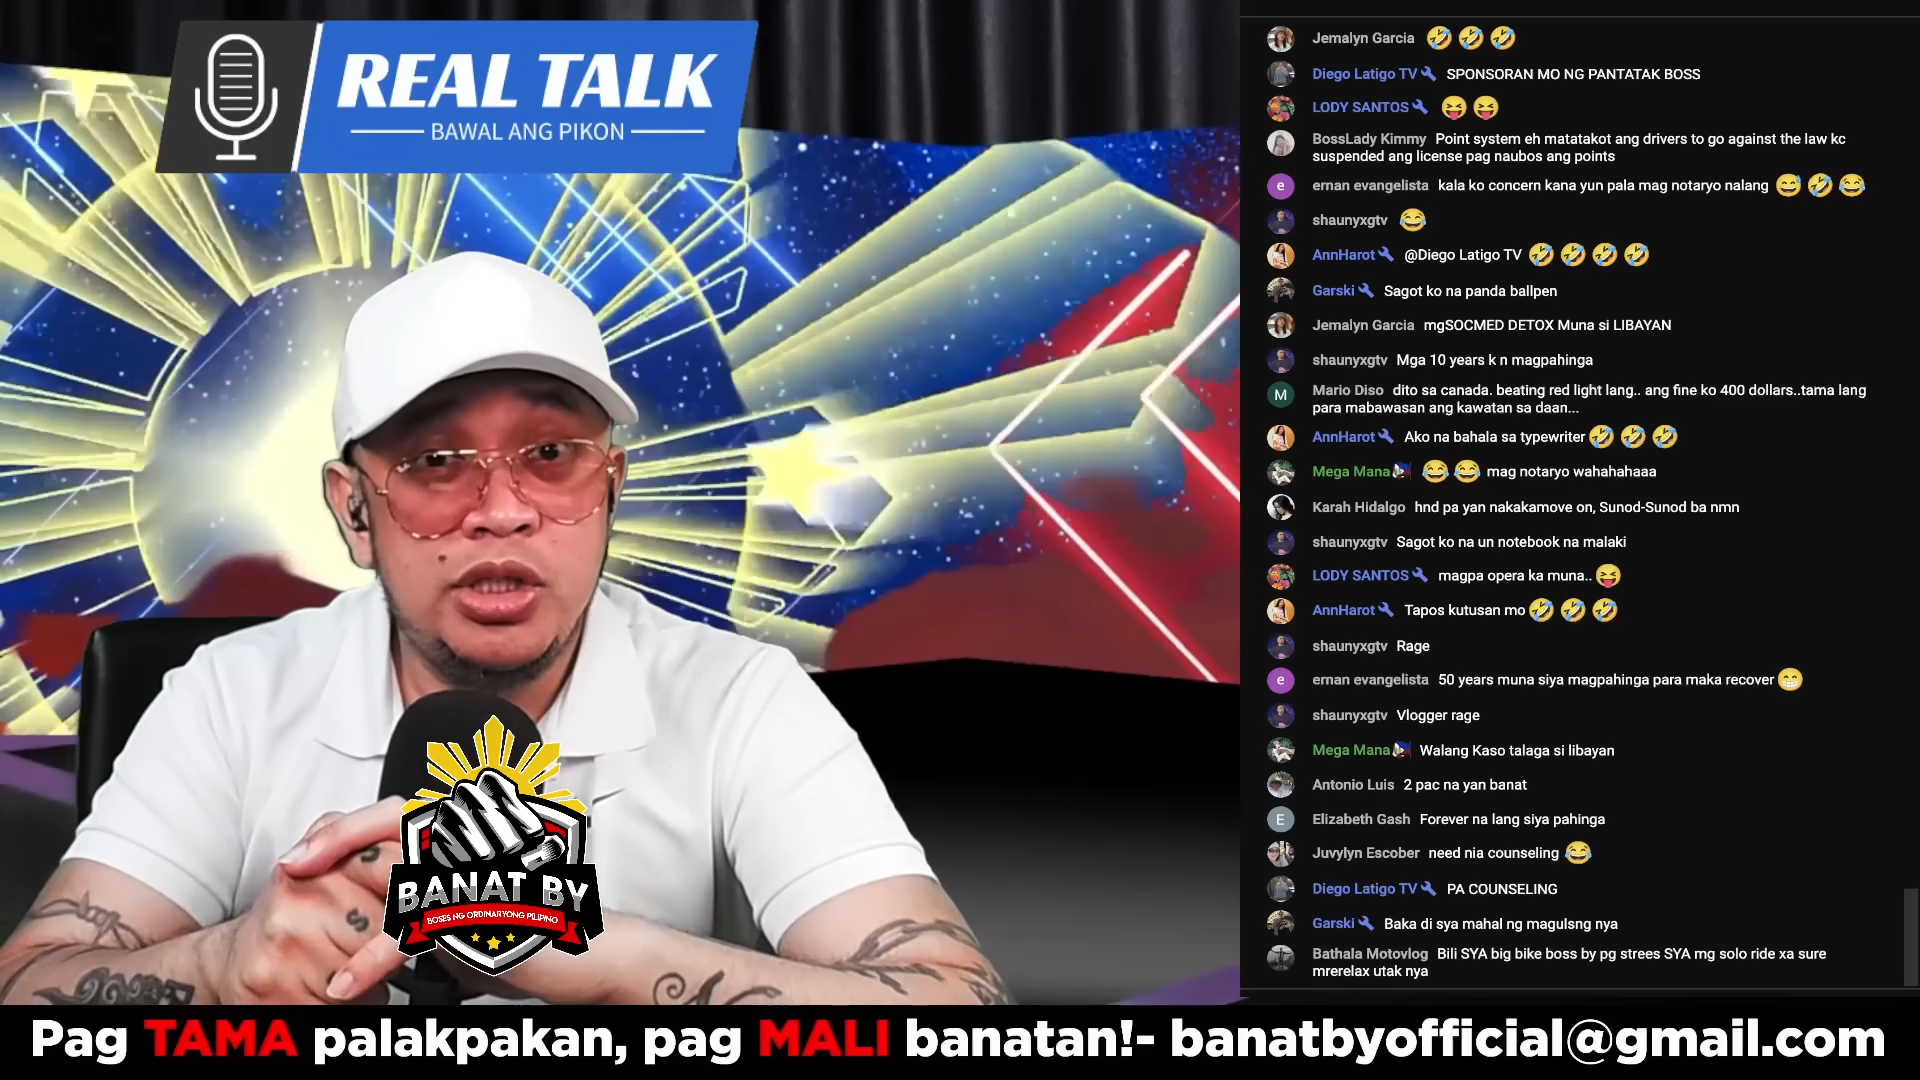 REAL TALK
BAWAL ANG PIKON
Jemalyn Garcia 🤣 🤣 🤣
Diego Latigo TV SPONSORAN MO NG PANTATAK BOSS
LODY SANTOS 😝 😝
BossLady Kimmy Point system eh matatakot ang drivers to go against the law kc
suspended ang license pag naubos ang points
e ernan evangelista kala ko concern kana yun pala mag notaryo nalang 😅 🤣 😂
shaunyxgtv 😂
AnnHarot @Diego Latigo TV 🤣 🤣 🤣 🤣
Garski Sagot ko na panda ballpen
Jemalyn Garcia mgSOCMED DETOX Muna si LIBAYAN
shaunyxgtv Mga 10 years k n magpahinga
M Mario Diso dito sa canada. beating red light lang.. ang fine ko 400 dollars..tama lang
para mabawasan ang kawatan sa daan...
AnnHarot Ako na bahala sa typewriter 🤣 🤣 🤣
Mega Mana 😂 😂 mag notaryo wahahahaaa
Karah Hidalgo hnd pa yan nakakamove on, Sunod-Sunod ba nmn
shaunyxgtv Sagot ko na un notebook na malaki
LODY SANTOS magpa opera ka muna.. 😝
AnnHarot Tapos kutusan mo 🤣 🤣 🤣
shaunyxgtv Rage
e ernan evangelista 50 years muna siya magpahinga para maka recover 😁
shaunyxgtv Vlogger rage
Mega Mana Walang Kaso talaga si libayan
Antonio Luis 2 pac na yan banat
E Elizabeth Gash Forever na lang siya pahinga
Juvylyn Escober need nia counseling 😂
Diego Latigo TV PA COUNSELING
Garski Baka di sya mahal ng magulsng nya
Bathala Motovlog Bili SYA big bike boss by pg strees SYA mg solo ride xa sure
mrerelax utak nya
BANAT BY
BOSES NG ORDINARYONG PILIPINO
Pag TAMA palakpakan, pag MALI banatan!- banatbyofficial@gmail.com